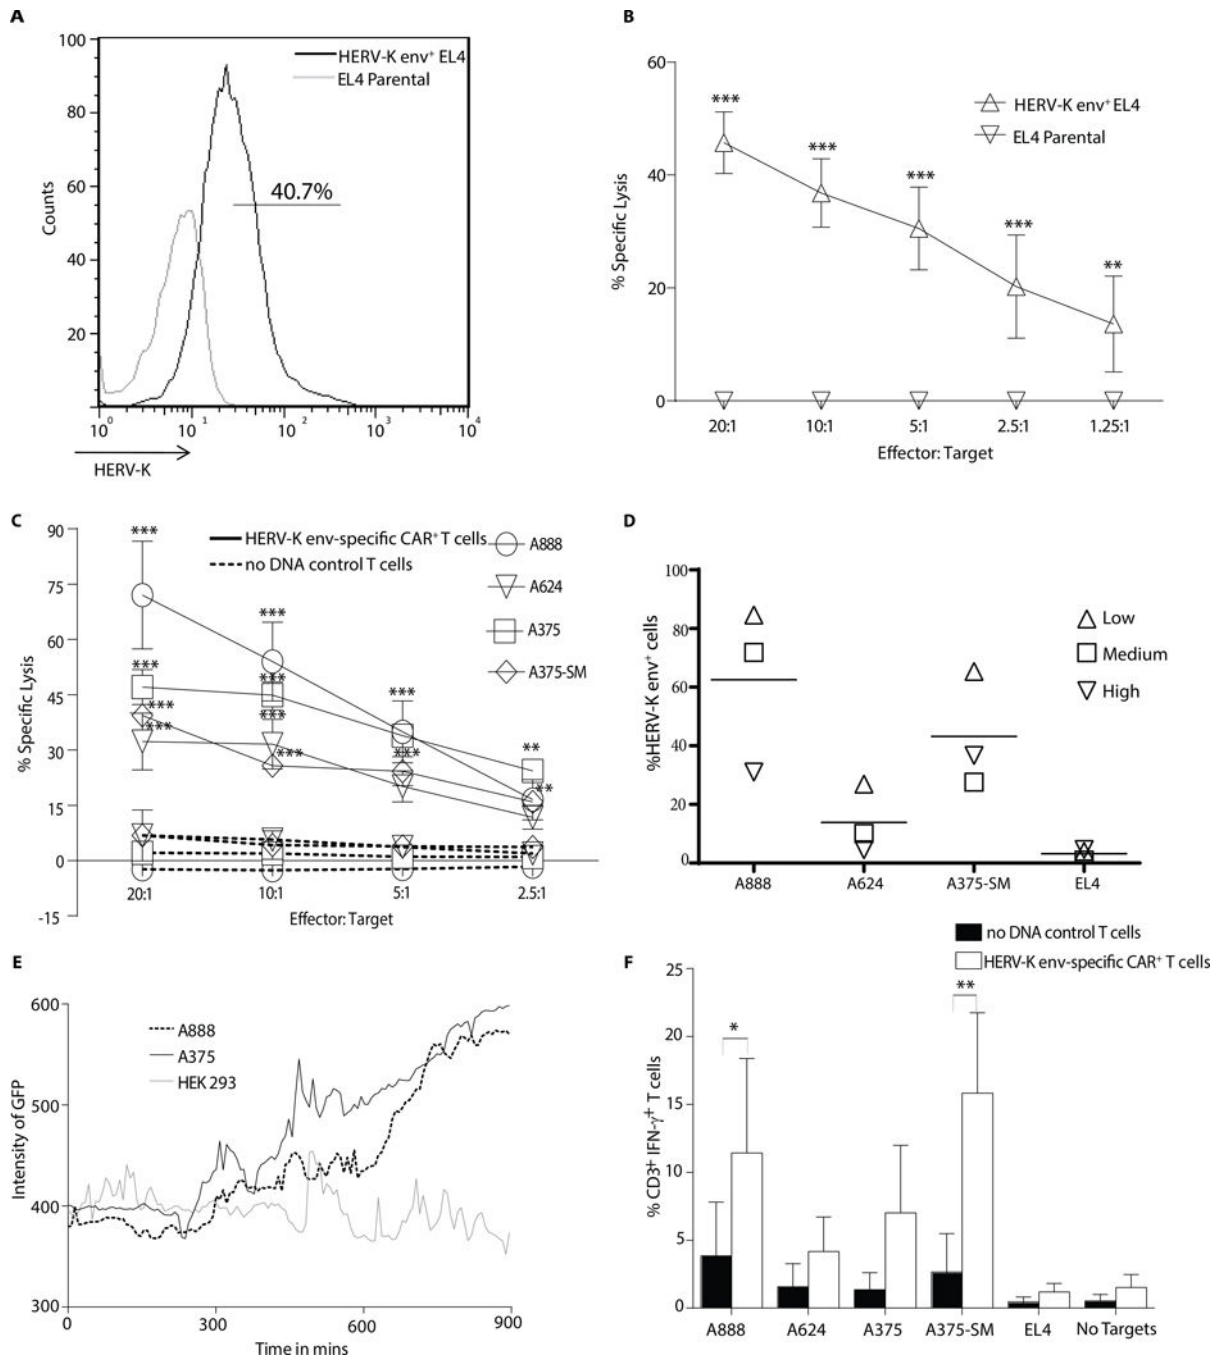 A
100
80
60
40
20
Counts
HERV-K env⁺ EL4
EL4 Parental
40.7%
10⁰ 10¹ 10² 10³ 10⁴
HERV-K
B
60
40
20
0
% Specific Lysis
HERV-K env⁺ EL4
EL4 Parental
***
***
***
***
**
20:1 10:1 5:1 2.5:1 1.25:1
Effector: Target
C
90
75
60
45
30
15
0
-15
% Specific Lysis
HERV-K env-specific CAR⁺ T cells
no DNA control T cells
A888
A624
A375
A375-SM
***
***
***
***
***
***
***
***
***
***
**
**
20:1 10:1 5:1 2.5:1
Effector: Target
D
100
80
60
40
20
0
%HERV-K env⁺ cells
Low
Medium
High
A888 A624 A375-SM EL4
E
600
500
400
300
Intensity of GFP
A888
A375
HEK 293
0 300 600 900
Time in mins
F
no DNA control T cells
HERV-K env-specific CAR⁺ T cells
25
20
15
10
5
0
% CD3⁺ IFN-γ⁺ T cells
*
**
A888 A624 A375 A375-SM EL4 No Targets